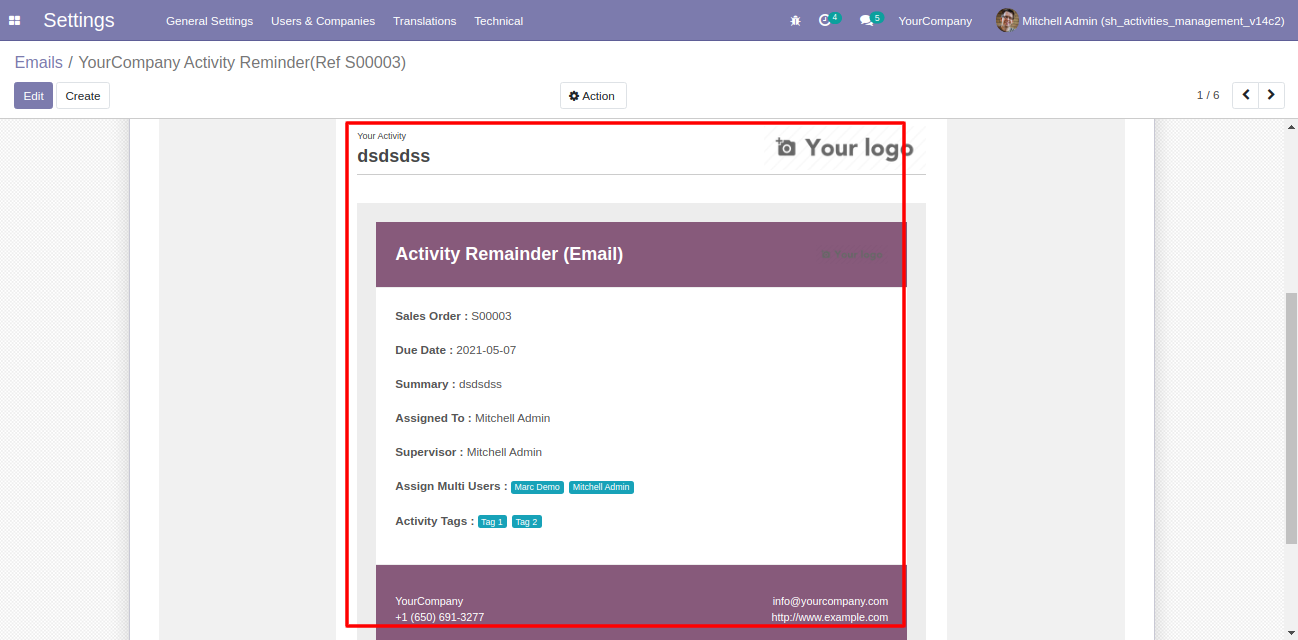 Settings General Settings Users & Companies Translations Technical 4 5 YourCompany Mitchell Admin (sh_activities_management_v14c2)
Emails / YourCompany Activity Reminder(Ref S00003)
Edit Create Action 1 / 6
Your Activity
dsdsdss
Your logo
Activity Remainder (Email)
Sales Order : S00003
Due Date : 2021-05-07
Summary : dsdsdss
Assigned To : Mitchell Admin
Supervisor : Mitchell Admin
Assign Multi Users : Marc Demo Mitchell Admin
Activity Tags : Tag 1 Tag 2
YourCompany info@yourcompany.com
+1 (650) 691-3277 http://www.example.com